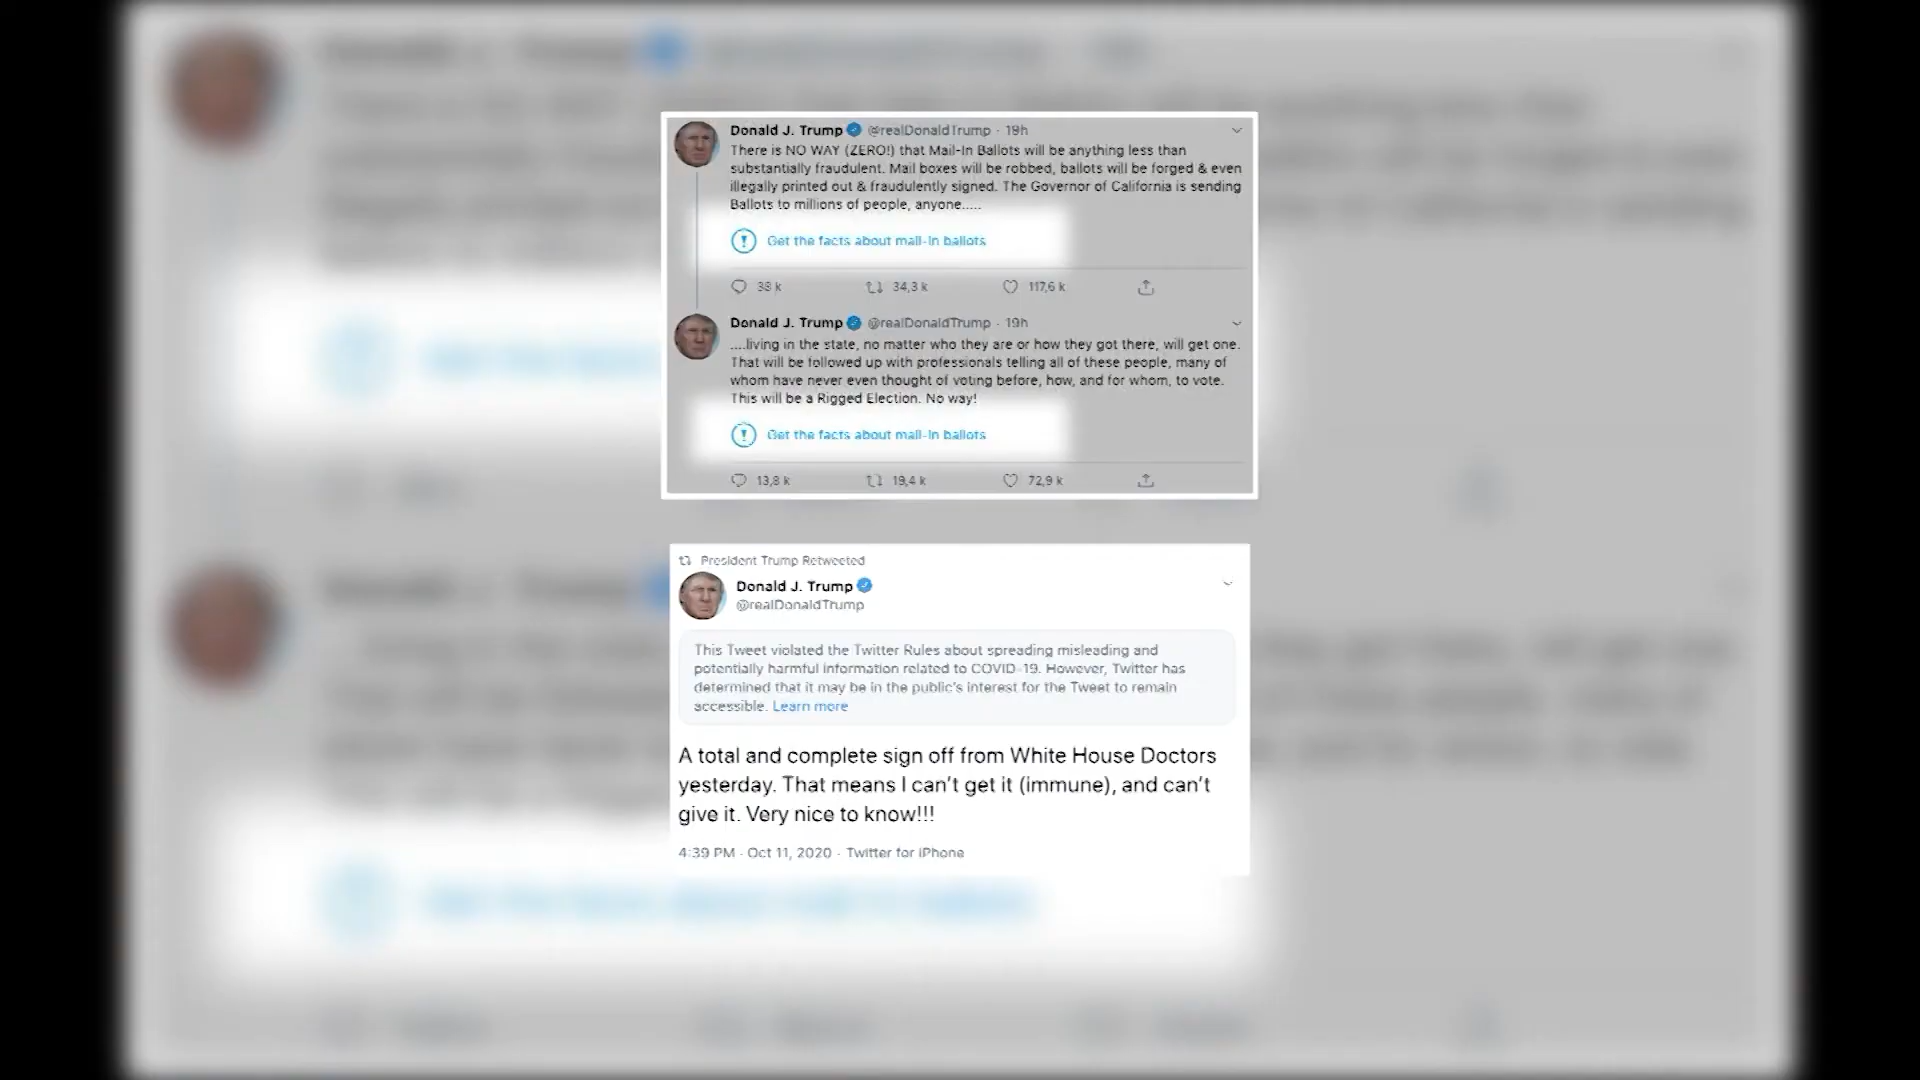 Donald J. Trump @realDonaldTrump · 19h
There is NO WAY (ZERO!) that Mail-In Ballots will be anything less than
substantially fraudulent. Mail boxes will be robbed, ballots will be forged & even
illegally printed out & fraudulently signed. The Governor of California is sending
Ballots to millions of people, anyone.....
Get the facts about mail-in ballots
38 k 34,3 k 117,6 k
Donald J. Trump @realDonaldTrump · 19h
....living in the state, no matter who they are or how they got there, will get one.
That will be followed up with professionals telling all of these people, many of
whom have never even thought of voting before, how, and for whom, to vote.
This will be a Rigged Election. No way!
Get the facts about mail-in ballots
13,8 k 19,4 k 72,9 k
President Trump Retweeted
Donald J. Trump
@realDonaldTrump
This Tweet violated the Twitter Rules about spreading misleading and
potentially harmful information related to COVID-19. However, Twitter has
determined that it may be in the public's interest for the Tweet to remain
accessible. Learn more
A total and complete sign off from White House Doctors
yesterday. That means I can't get it (immune), and can't
give it. Very nice to know!!!
4:39 PM · Oct 11, 2020 · Twitter for iPhone